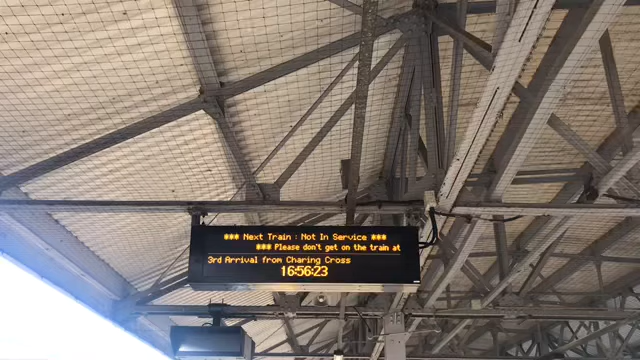 *** Next Train : Not In Service ***
*** Please don't get on the train at
3rd Arrival from Charing Cross
16:56:23